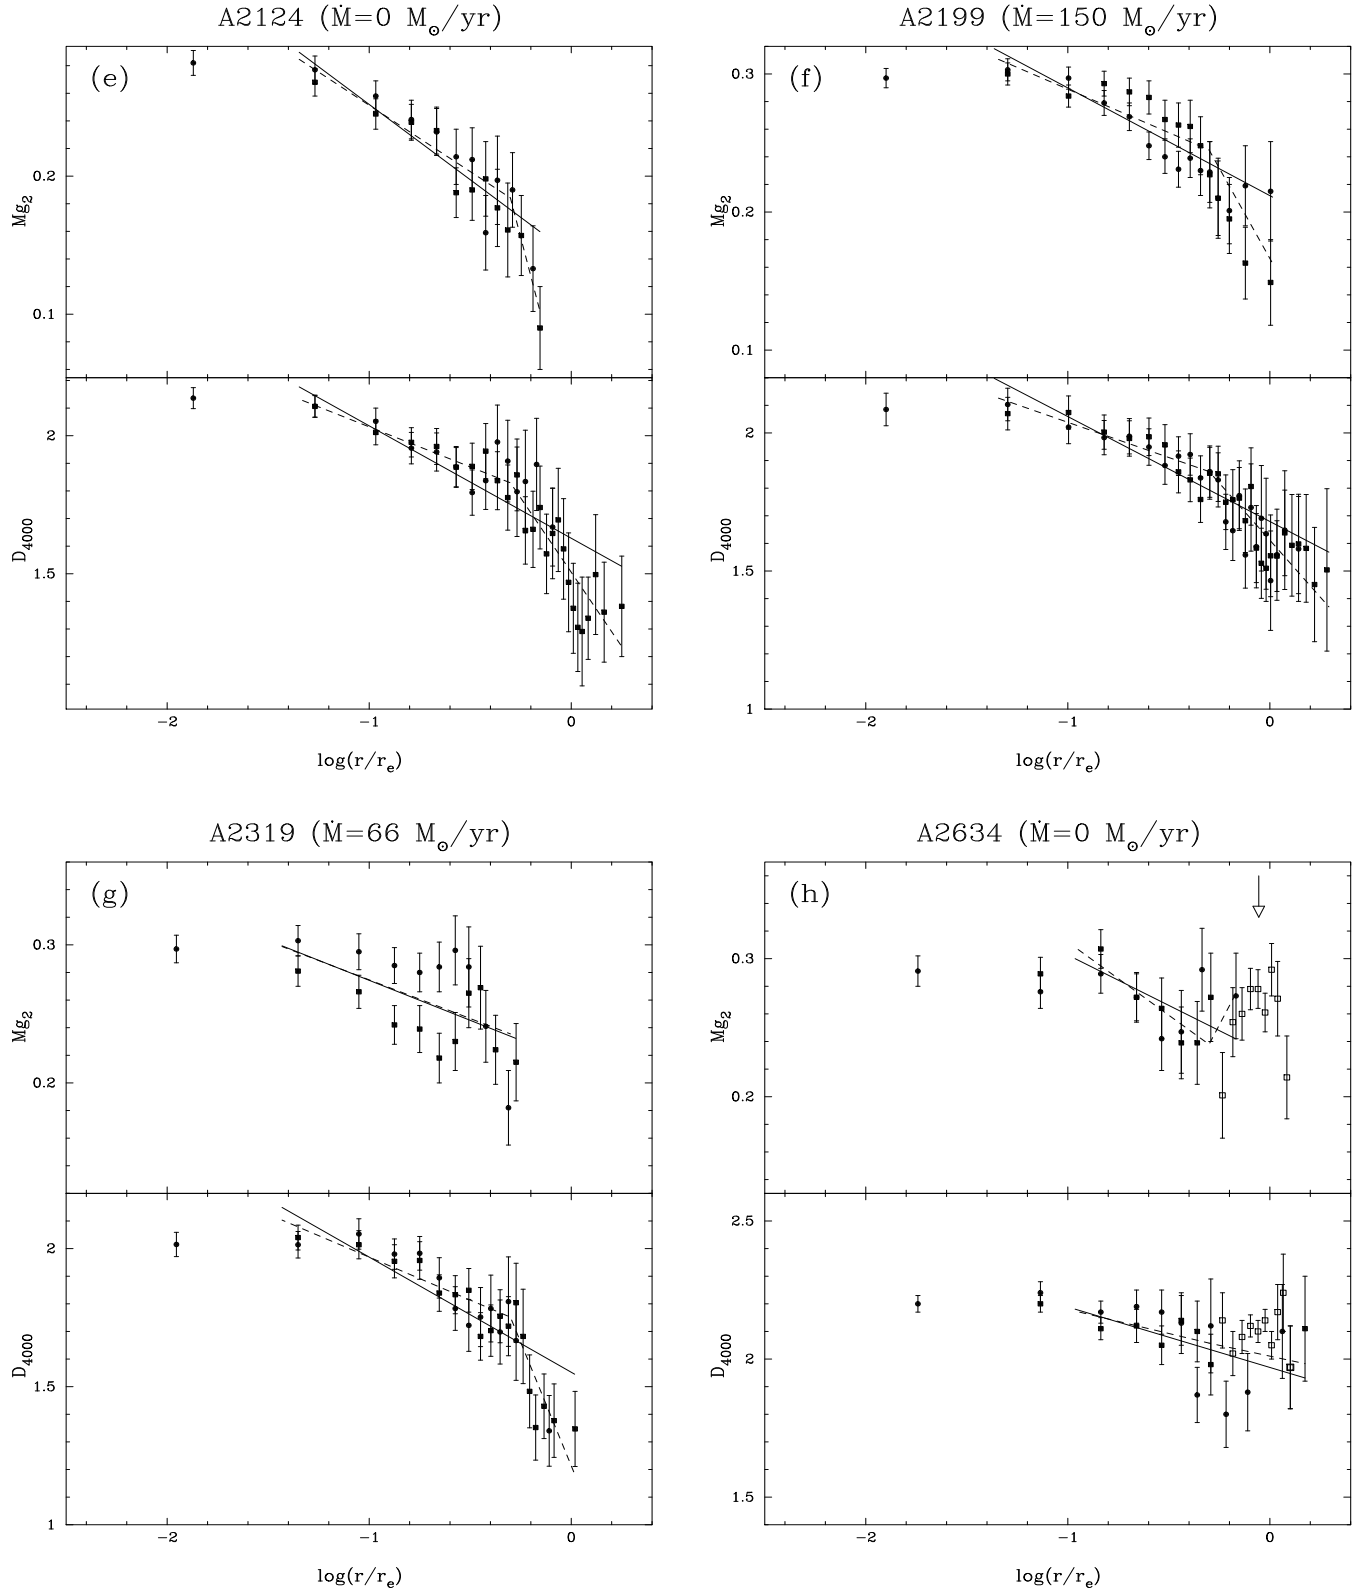 A2124 (Ṁ=0 M⊙/yr)
(e)
0.2
0.1
Mg2
2
1.5
D4000
-2 -1 0
log(r/re)
A2199 (Ṁ=150 M⊙/yr)
(f)
0.3
0.2
0.1
Mg2
2
1.5
1
D4000
-2 -1 0
log(r/re)
A2319 (Ṁ=66 M⊙/yr)
(g)
0.3
0.2
Mg2
2
1.5
1
D4000
-2 -1 0
log(r/re)
A2634 (Ṁ=0 M⊙/yr)
(h)
0.3
0.2
Mg2
2.5
2
1.5
D4000
-2 -1 0
log(r/re)